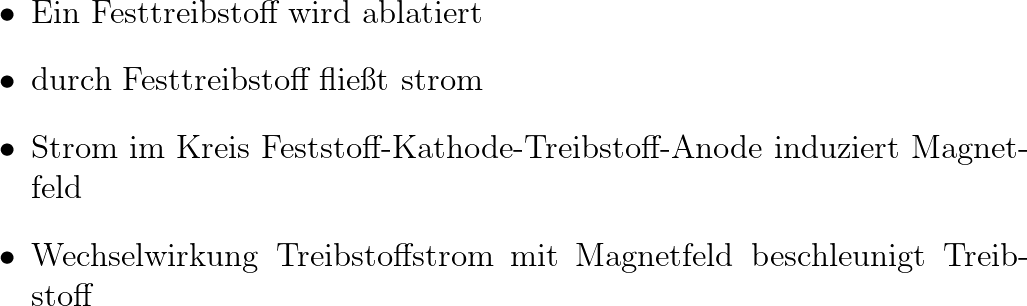 • Ein Festtreibstoff wird ablatiert
• durch Festtreibstoff fließt strom
• Strom im Kreis Feststoff-Kathode-Treibstoff-Anode induziert Magnet-
feld
• Wechselwirkung Treibstoffstrom mit Magnetfeld beschleunigt Treib-
stoff